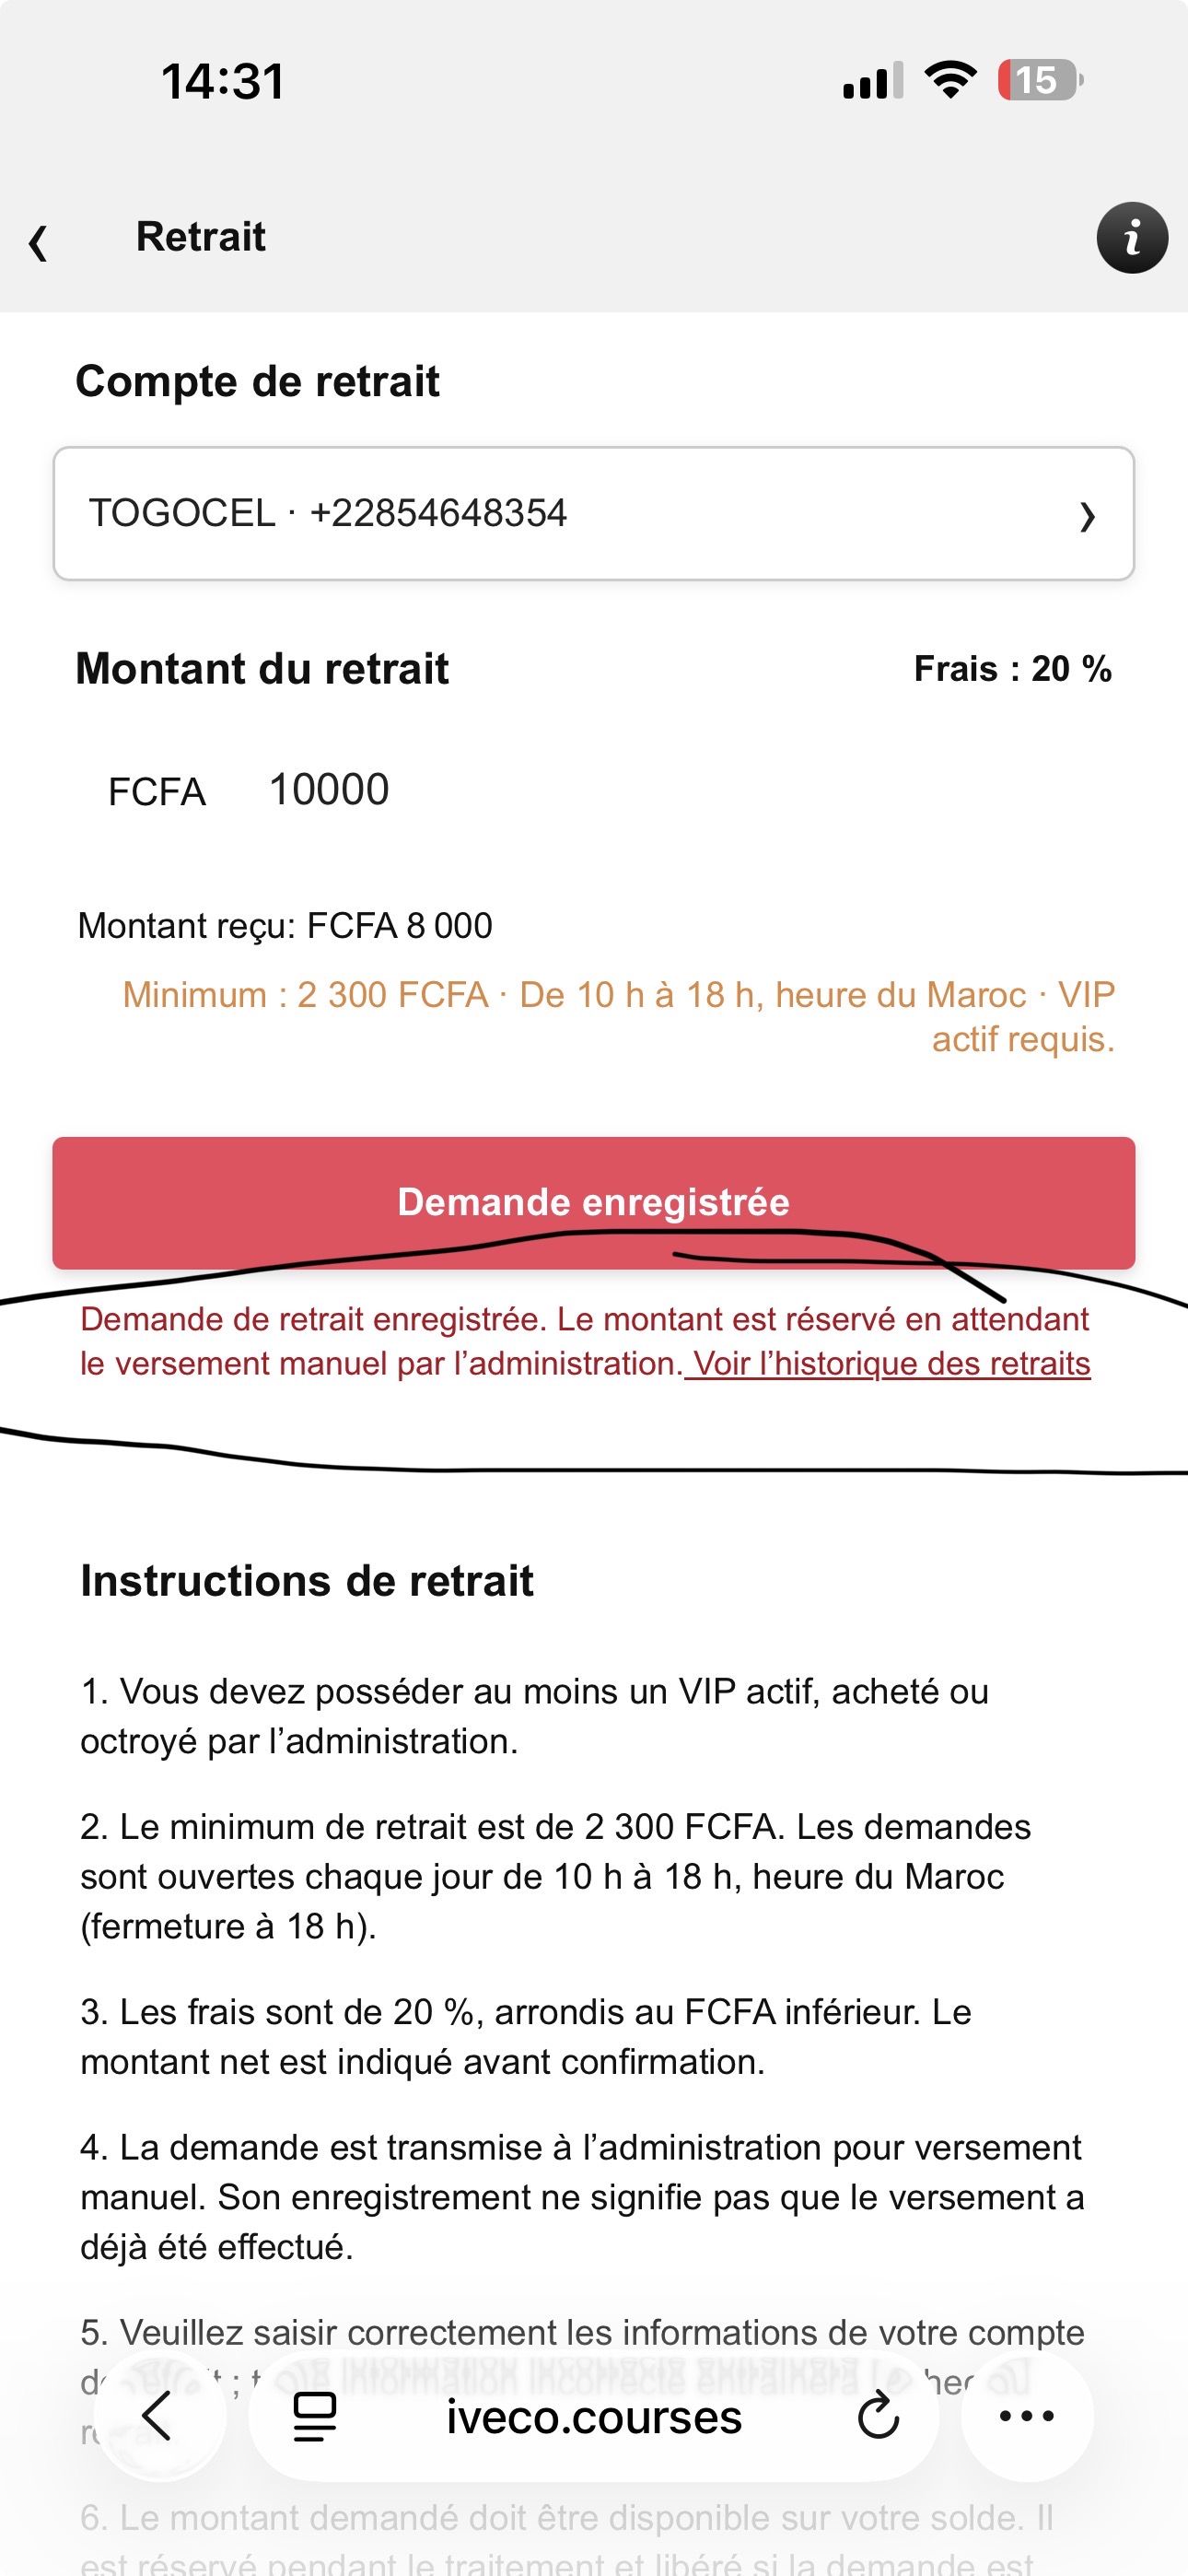 14:31
15
Retrait
Compte de retrait
TOGOCEL · +22854648354
Montant du retrait
Frais : 20 %
FCFA 10000
Montant reçu: FCFA 8 000
Minimum : 2 300 FCFA · De 10 h à 18 h, heure du Maroc · VIP
actif requis.
Demande enregistrée
Demande de retrait enregistrée. Le montant est réservé en attendant
le versement manuel par l’administration. Voir l’historique des retraits
Instructions de retrait
1. Vous devez posséder au moins un VIP actif, acheté ou
octroyé par l’administration.
2. Le minimum de retrait est de 2 300 FCFA. Les demandes
sont ouvertes chaque jour de 10 h à 18 h, heure du Maroc
(fermeture à 18 h).
3. Les frais sont de 20 %, arrondis au FCFA inférieur. Le
montant net est indiqué avant confirmation.
4. La demande est transmise à l’administration pour versement
manuel. Son enregistrement ne signifie pas que le versement a
déjà été effectué.
5. Veuillez saisir correctement les informations de votre compte
information incorrecte entraînera
iveco.courses
6. Le montant demandé doit être disponible sur votre solde. Il
est réservé pendant le traitement et libéré si la demande est